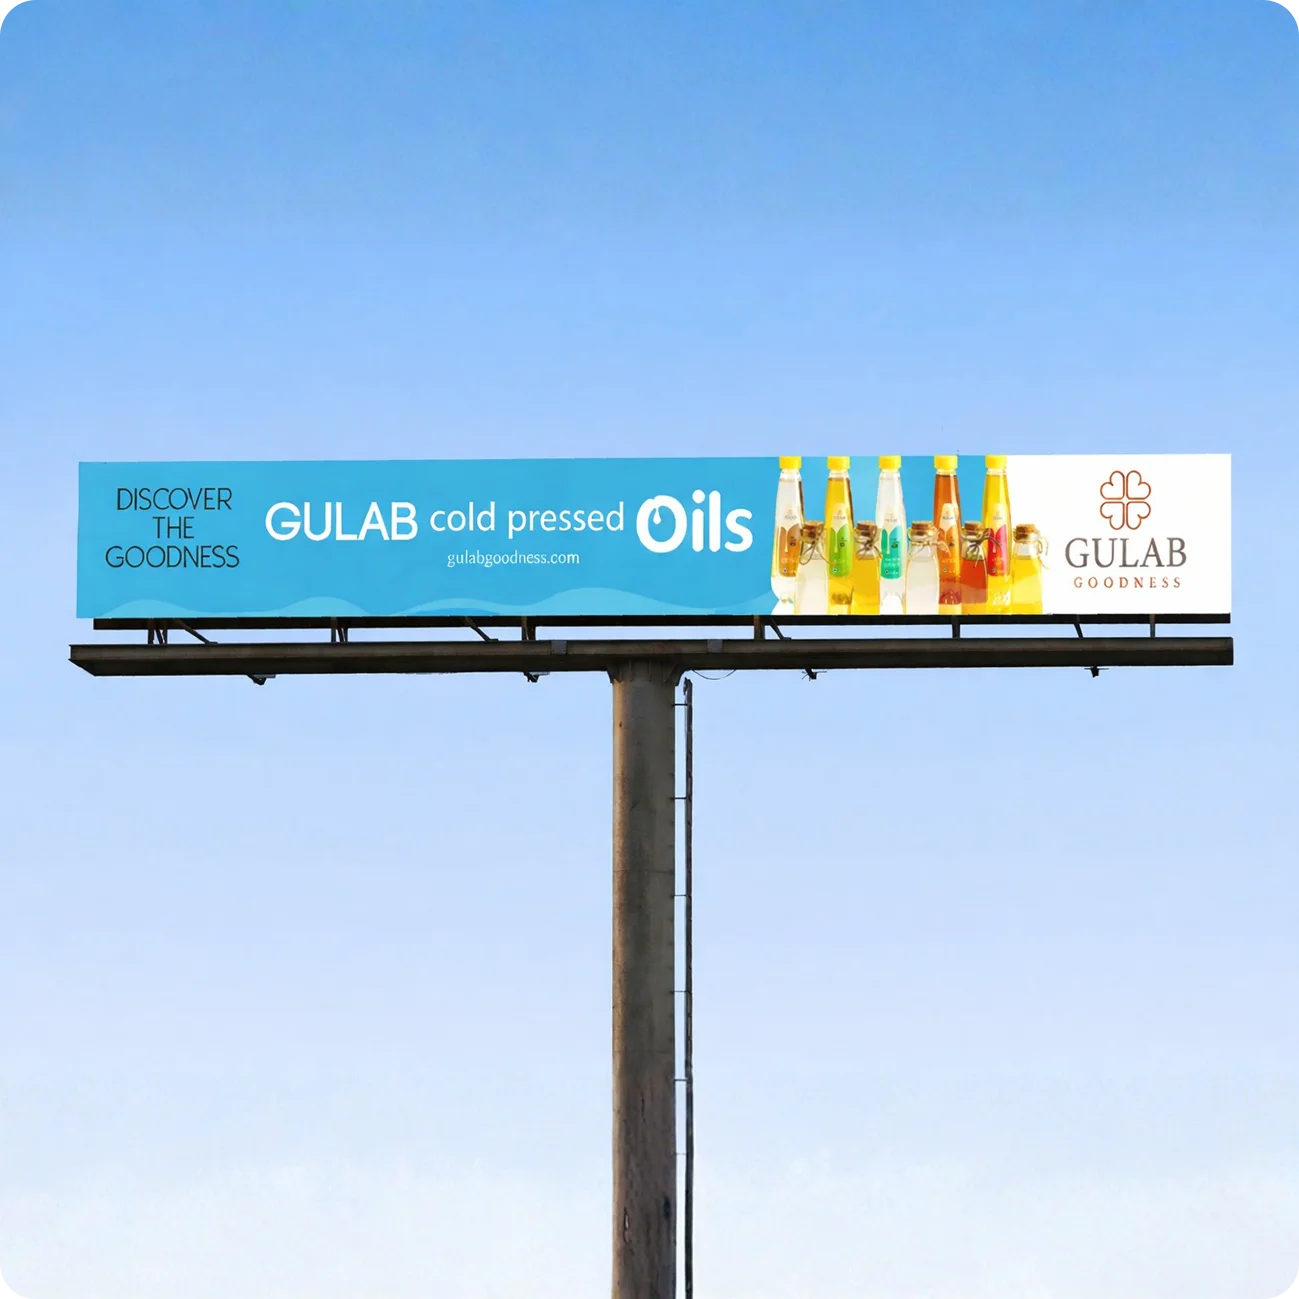 DISCOVER
THE
GOODNESS
GULAB cold pressed Oils
gulabgoodness.com
GULAB
GOODNESS